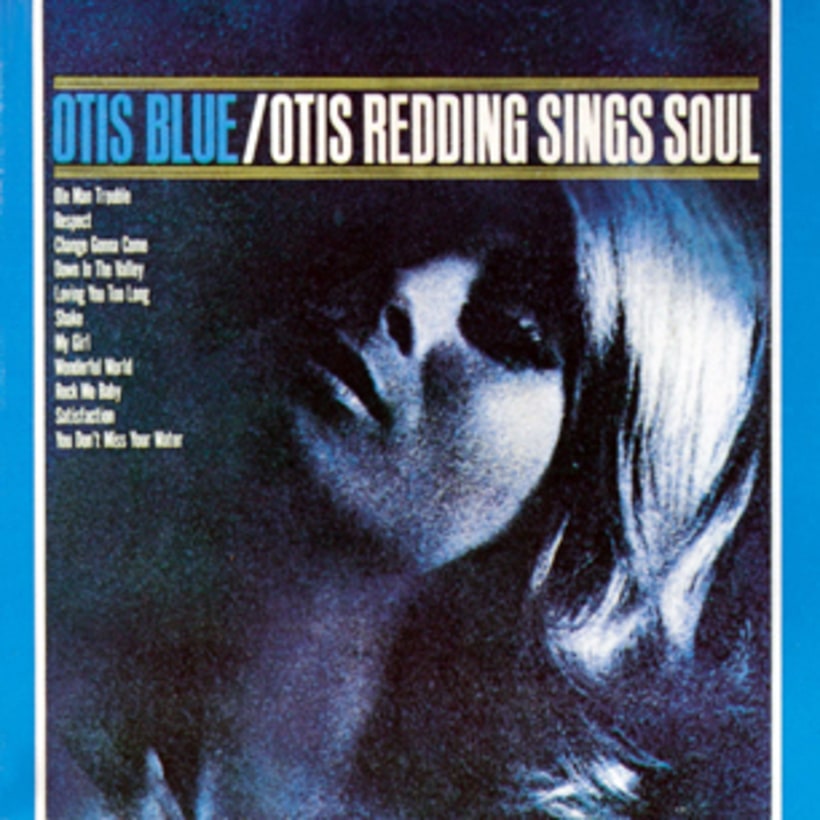 OTIS BLUE/OTIS REDDING SINGS SOUL
Ole Man Trouble
Respect
Change Gonna Come
Down In The Valley
Loving You Too Long
Shake
My Girl
Wonderful World
Rock Me Baby
Satisfaction
You Don't Miss Your Water